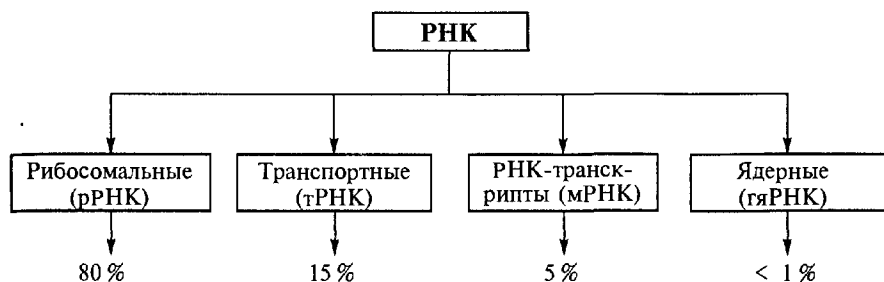 РНК
Рибосомальные
(рРНК)
Транспортные
(тРНК)
РНК-транск-
рипты (мРНК)
Ядерные
(гяРНК)
80 %
15 %
5 %
< 1 %